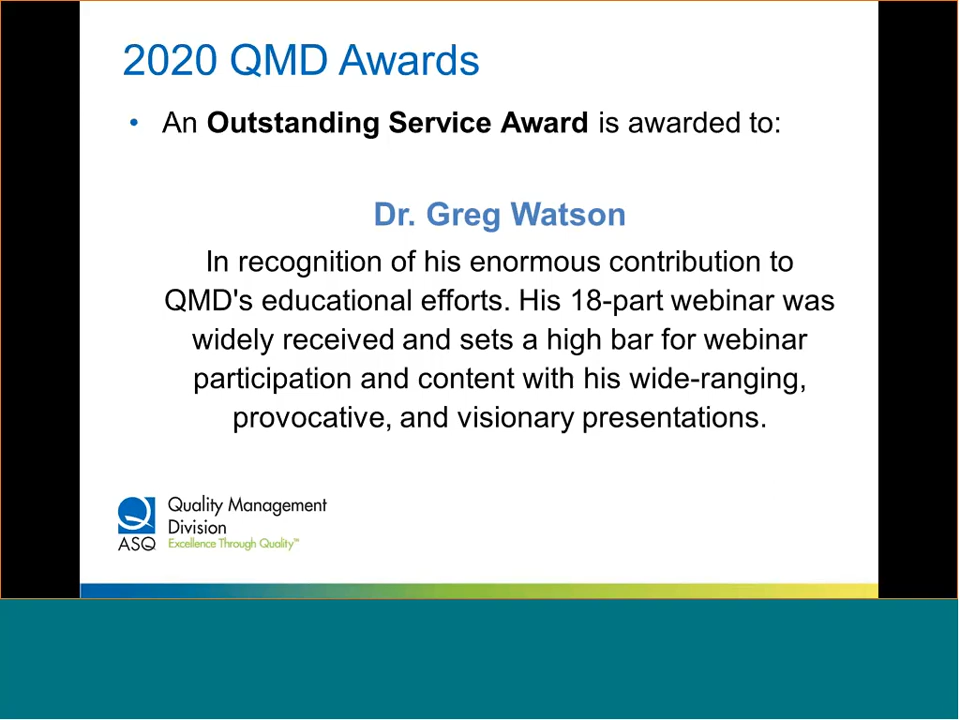 2020 QMD Awards
• An Outstanding Service Award is awarded to:
Dr. Greg Watson
In recognition of his enormous contribution to
QMD's educational efforts. His 18-part webinar was
widely received and sets a high bar for webinar
participation and content with his wide-ranging,
provocative, and visionary presentations.
Quality Management
Division
ASQ Excellence Through Quality™